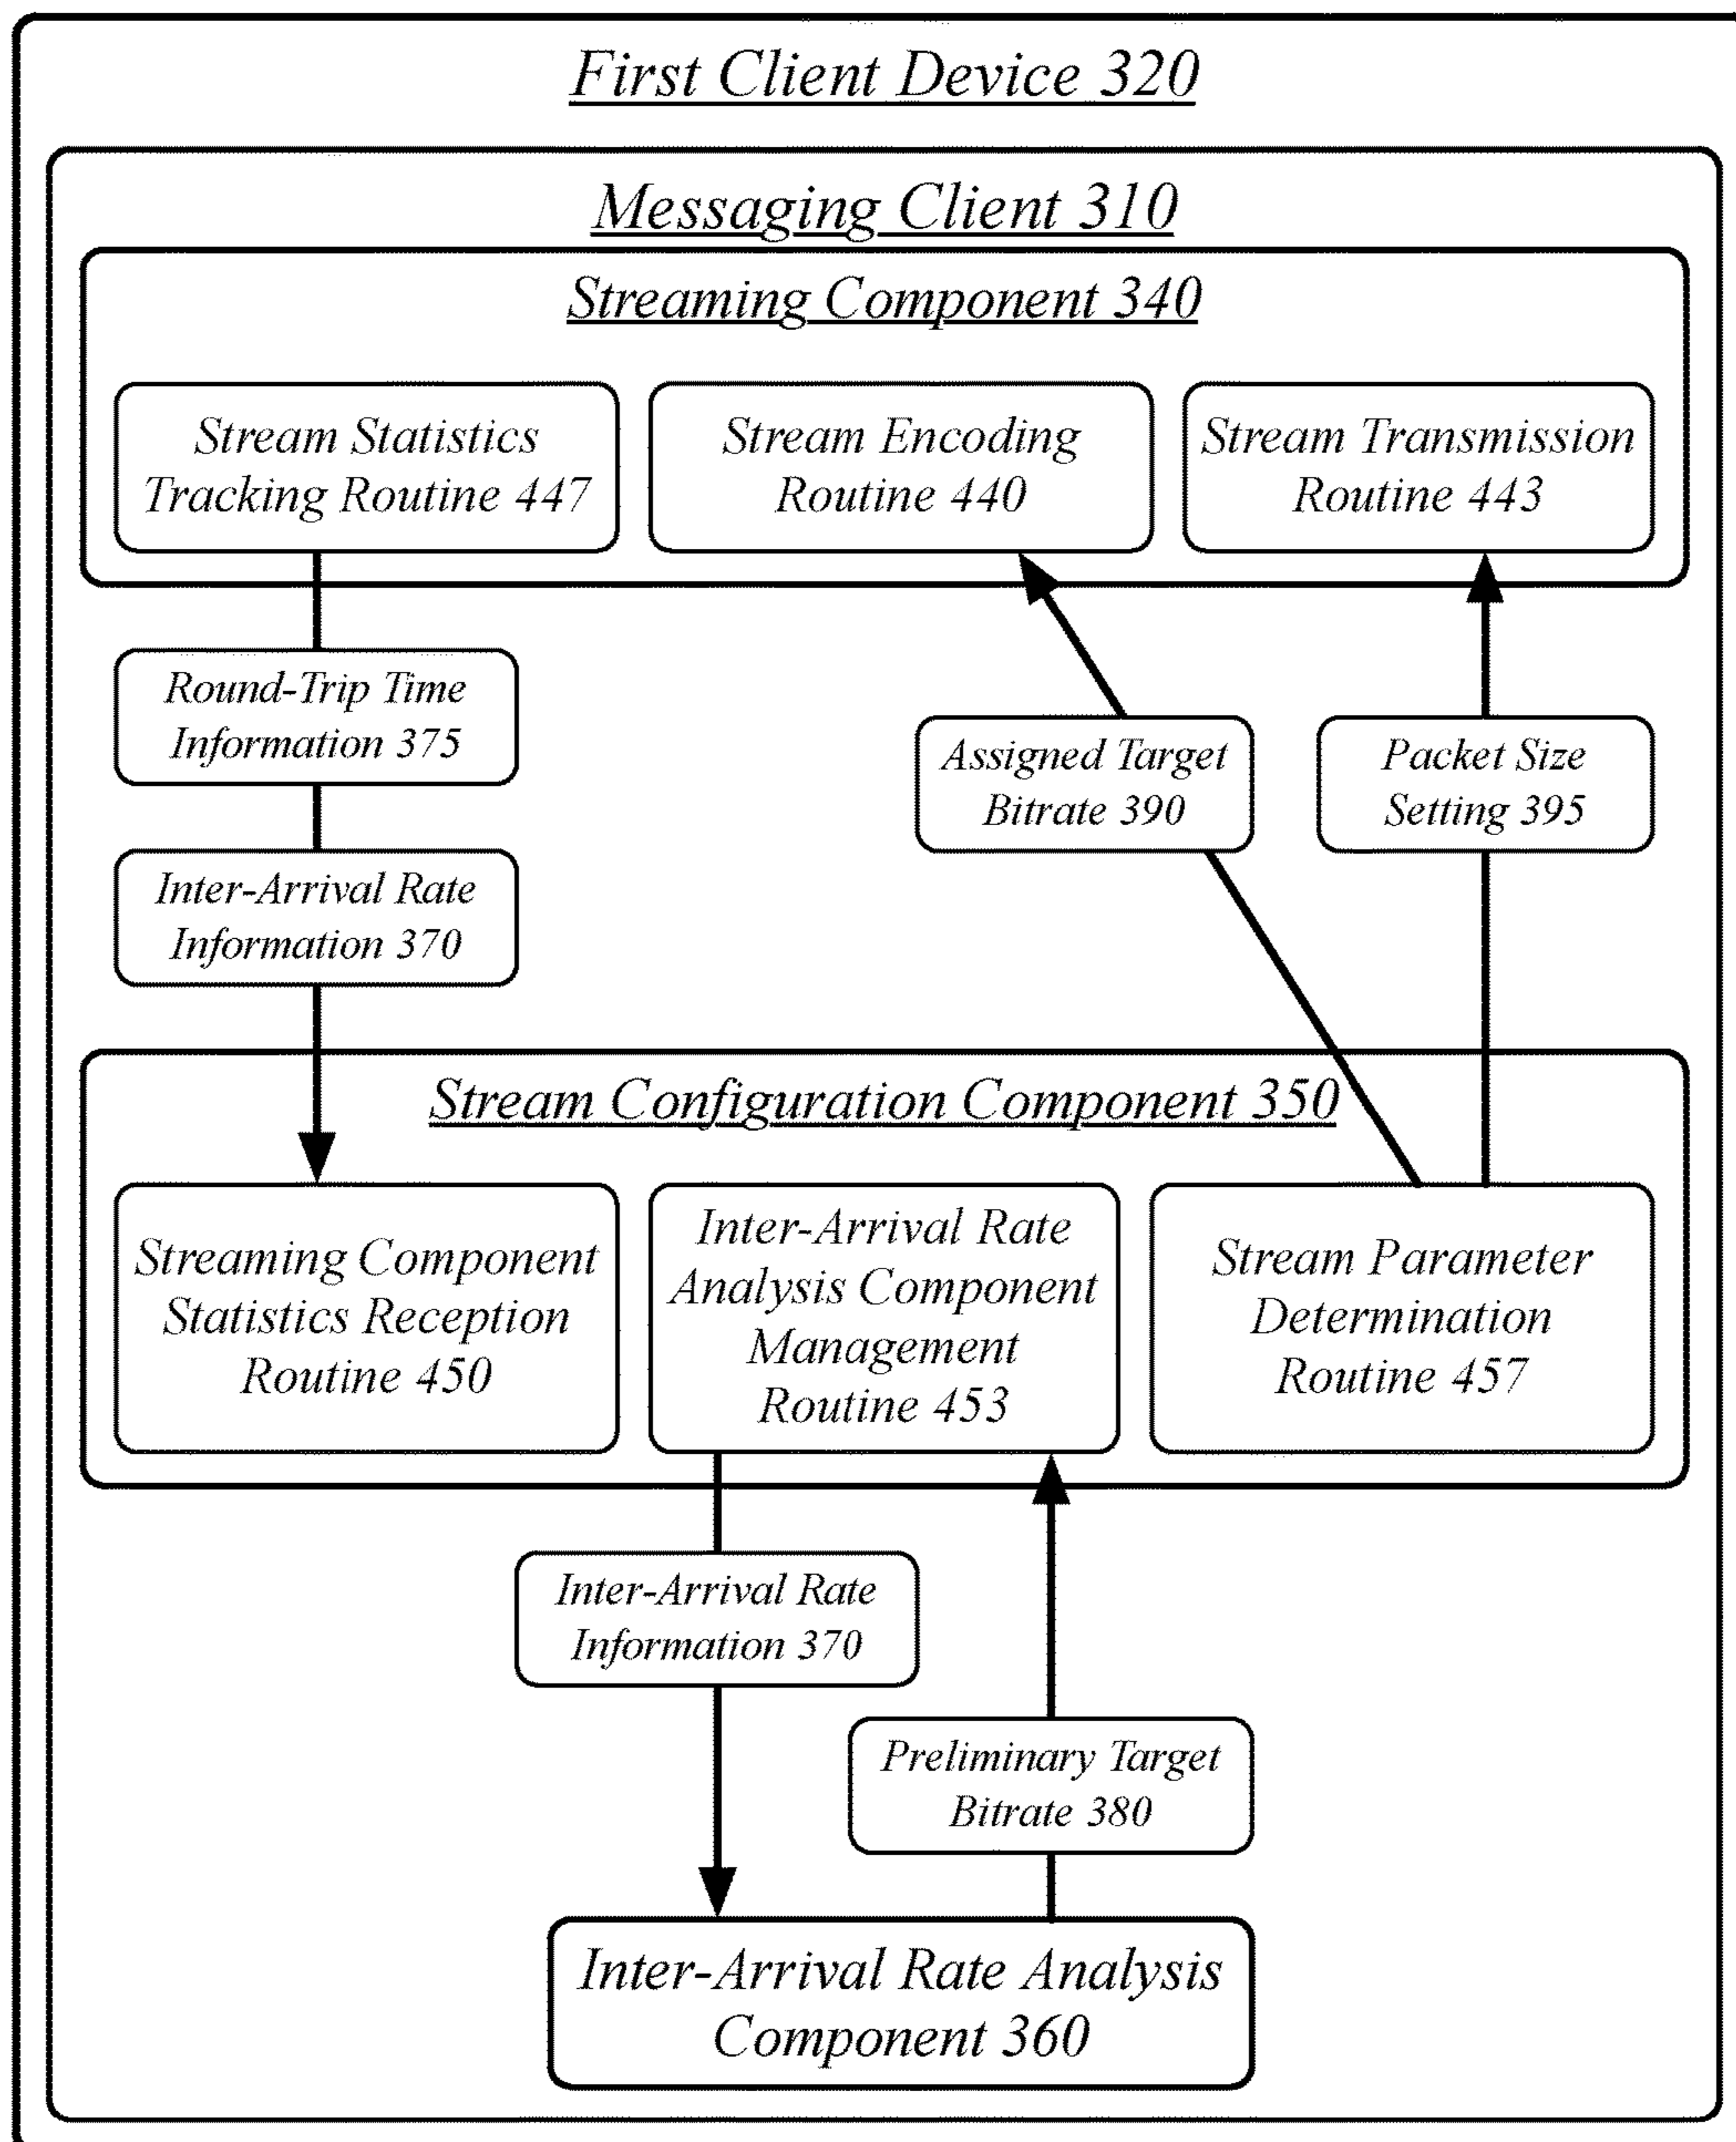 First Client Device 320
Messaging Client 310
Streaming Component 340
Stream Statistics
Tracking Routine 447
Stream Encoding
Routine 440
Stream Transmission
Routine 443
Round-Trip Time
Information 375
Assigned Target
Bitrate 390
Packet Size
Setting 395
Inter-Arrival Rate
Information 370
Stream Configuration Component 350
Streaming Component
Statistics Reception
Routine 450
Inter-Arrival Rate
Analysis Component
Management
Routine 453
Stream Parameter
Determination
Routine 457
Inter-Arrival Rate
Information 370
Preliminary Target
Bitrate 380
Inter-Arrival Rate Analysis
Component 360